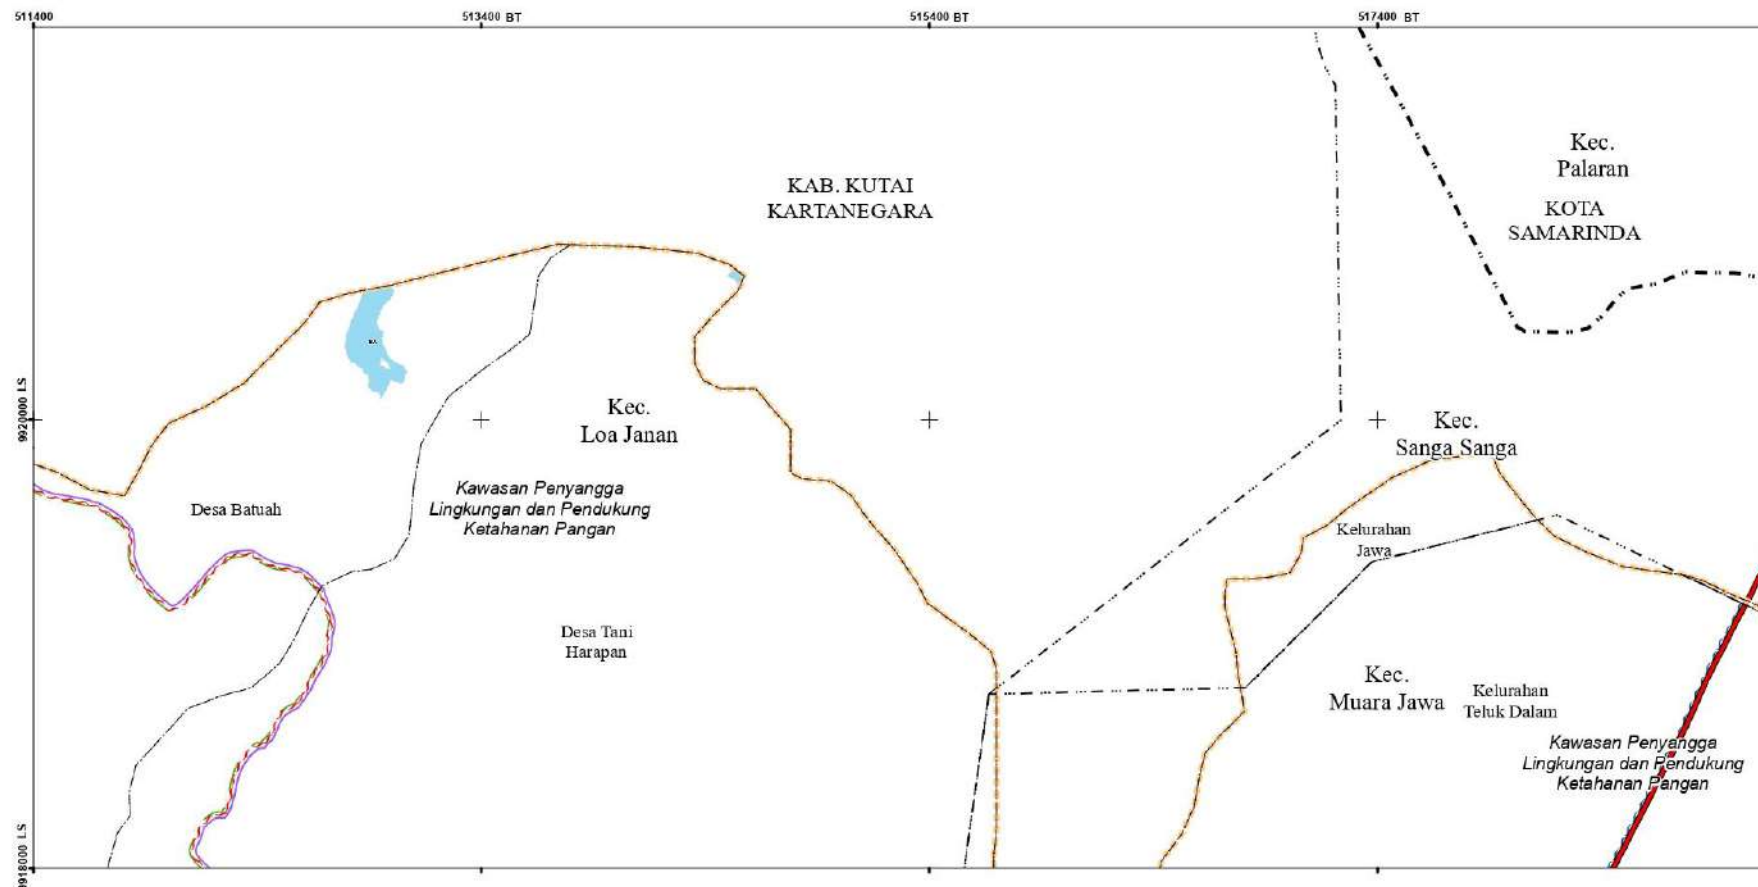 511400 BT
513400 BT
515400 BT
517400 BT
Kec.
Palaran
KAB. KUTAI
KARTANEGARA
KOTA
SAMARINDA
BA
9920000 LS
Kec.
Loa Janan
Kec.
Sanga Sanga
Desa Batuah
Kawasan Penyangga
Lingkungan dan Pendukung
Ketahanan Pangan
Kelurahan
Jawa
Desa Tani
Harapan
Kec.
Muara Jawa
Kelurahan
Teluk Dalam
Kawasan Penyangga
Lingkungan dan Pendukung
Ketahanan Pangan
9918000 LS